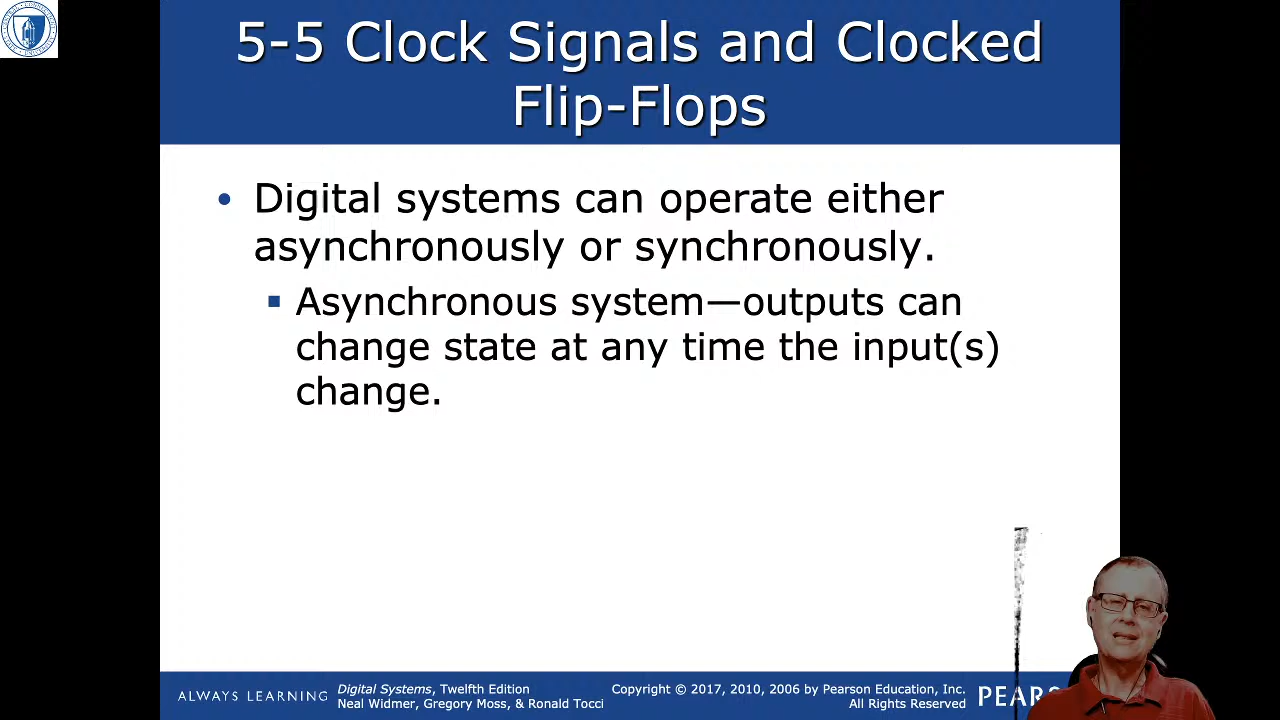 5-5 Clock Signals and Clocked
Flip-Flops
• Digital systems can operate either
asynchronously or synchronously.
▪ Asynchronous system—outputs can
change state at any time the input(s)
change.
ALWAYS LEARNING
Digital Systems, Twelfth Edition
Neal Widmer, Gregory Moss, & Ronald Tocci
Copyright © 2017, 2010, 2006 by Pearson Education, Inc.
All Rights Reserved
PEARS